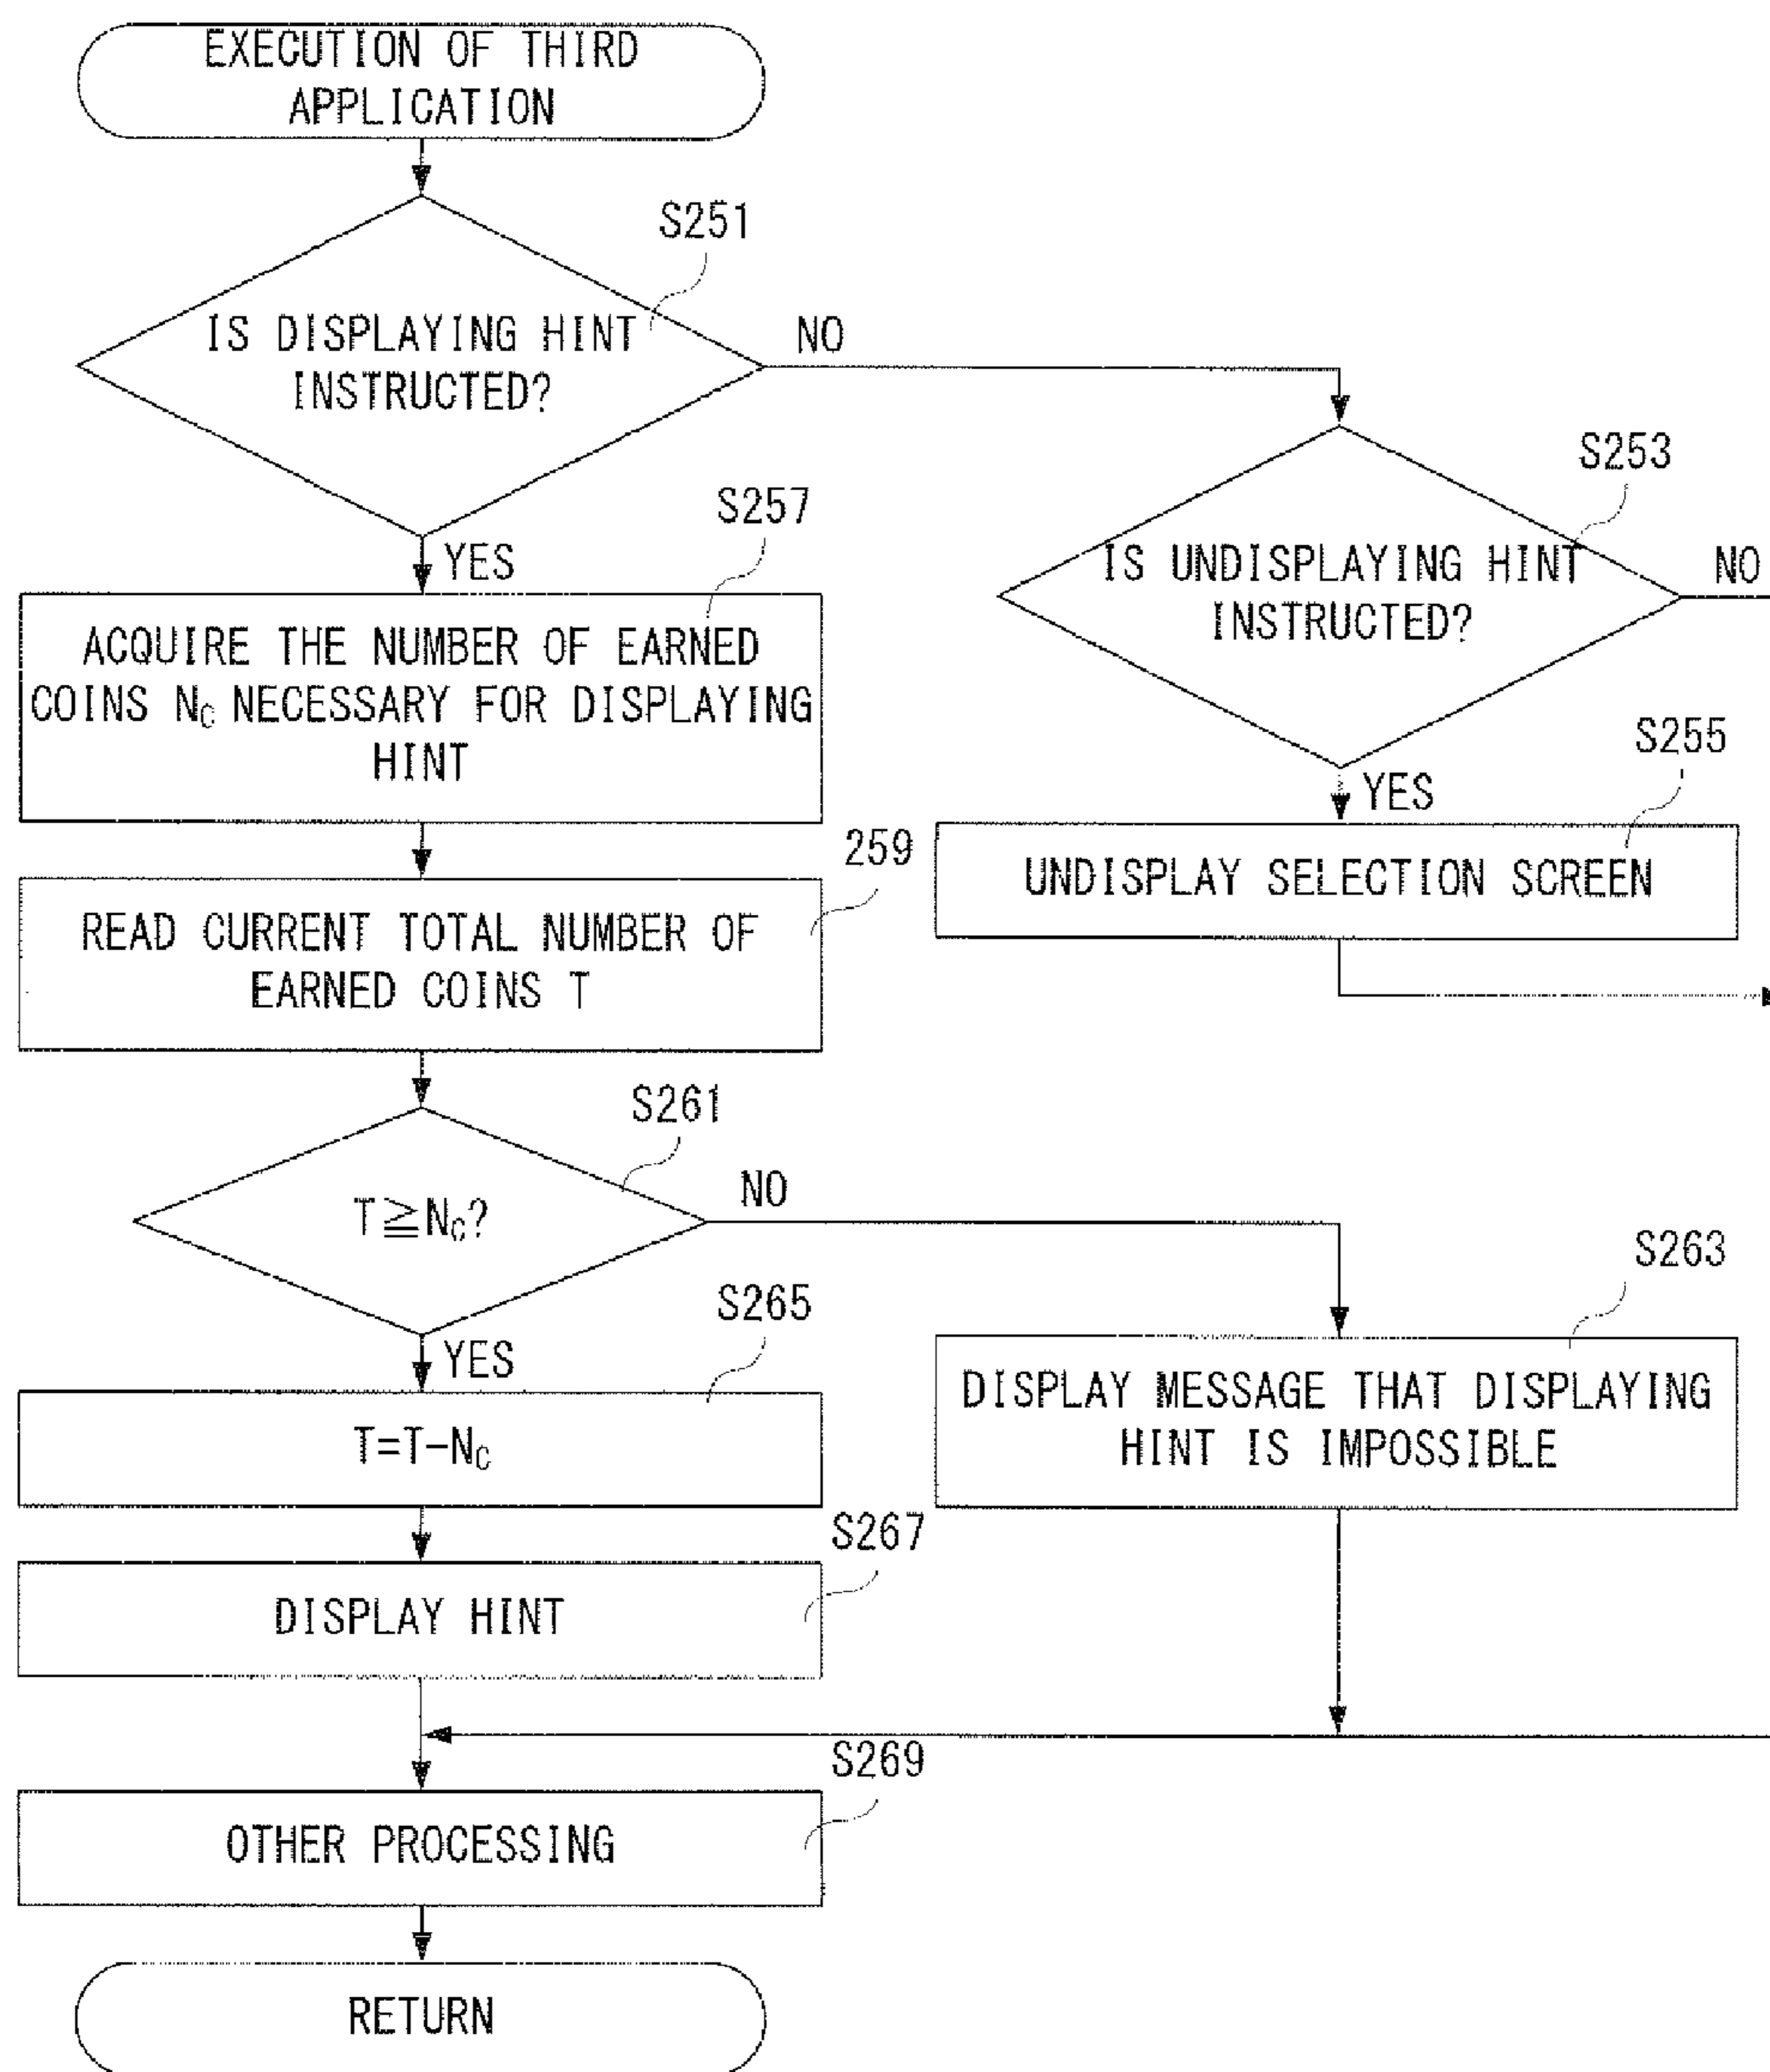 EXECUTION OF THIRD
APPLICATION
S251
IS DISPLAYING HINT
INSTRUCTED?
NO
S253
IS UNDISPLAYING HINT
INSTRUCTED?
NO
YES
S257
ACQUIRE THE NUMBER OF EARNED
COINS NC NECESSARY FOR DISPLAYING
HINT
YES
S255
UNDISPLAY SELECTION SCREEN
259
READ CURRENT TOTAL NUMBER OF
EARNED COINS T
S261
T≧NC?
NO
S263
DISPLAY MESSAGE THAT DISPLAYING
HINT IS IMPOSSIBLE
YES
S265
T=T-NC
S267
DISPLAY HINT
S269
OTHER PROCESSING
RETURN